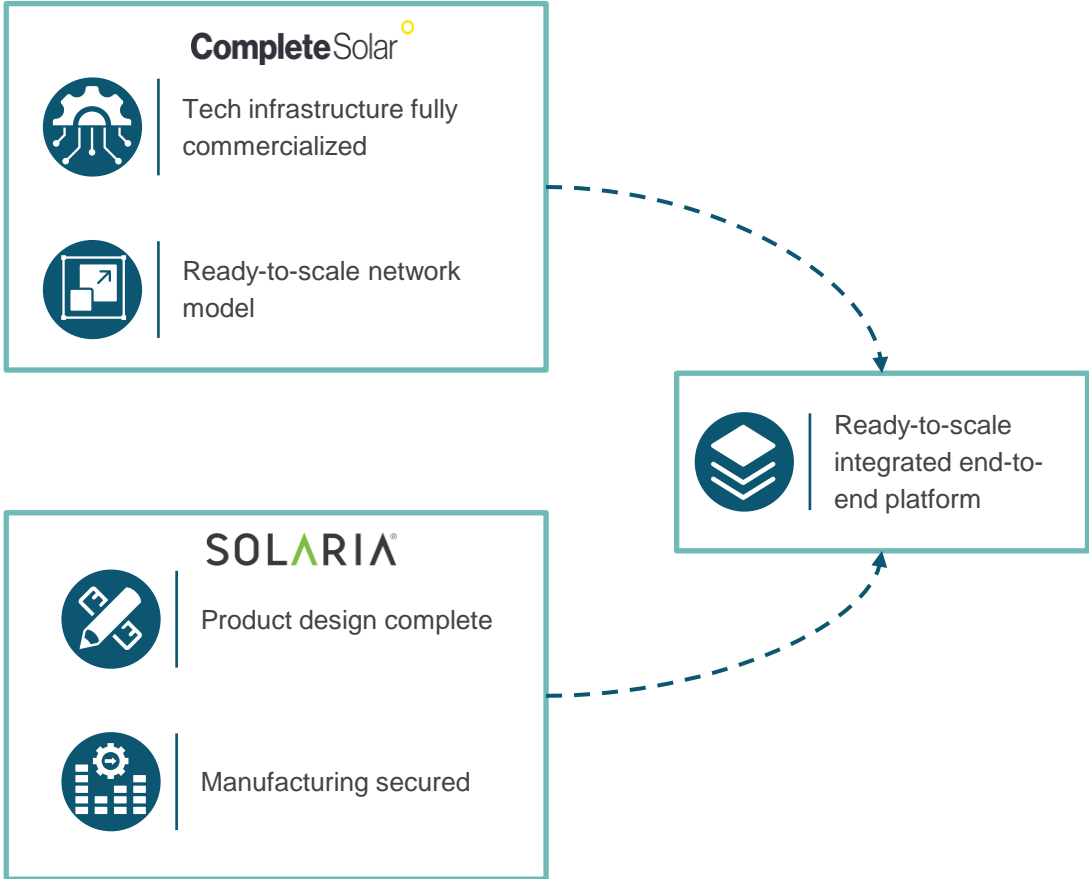 CompleteSolar
Tech infrastructure fully
commercialized
Ready-to-scale network
model
Ready-to-scale
integrated end-to-
end platform
SOLARIA®
Product design complete
Manufacturing secured